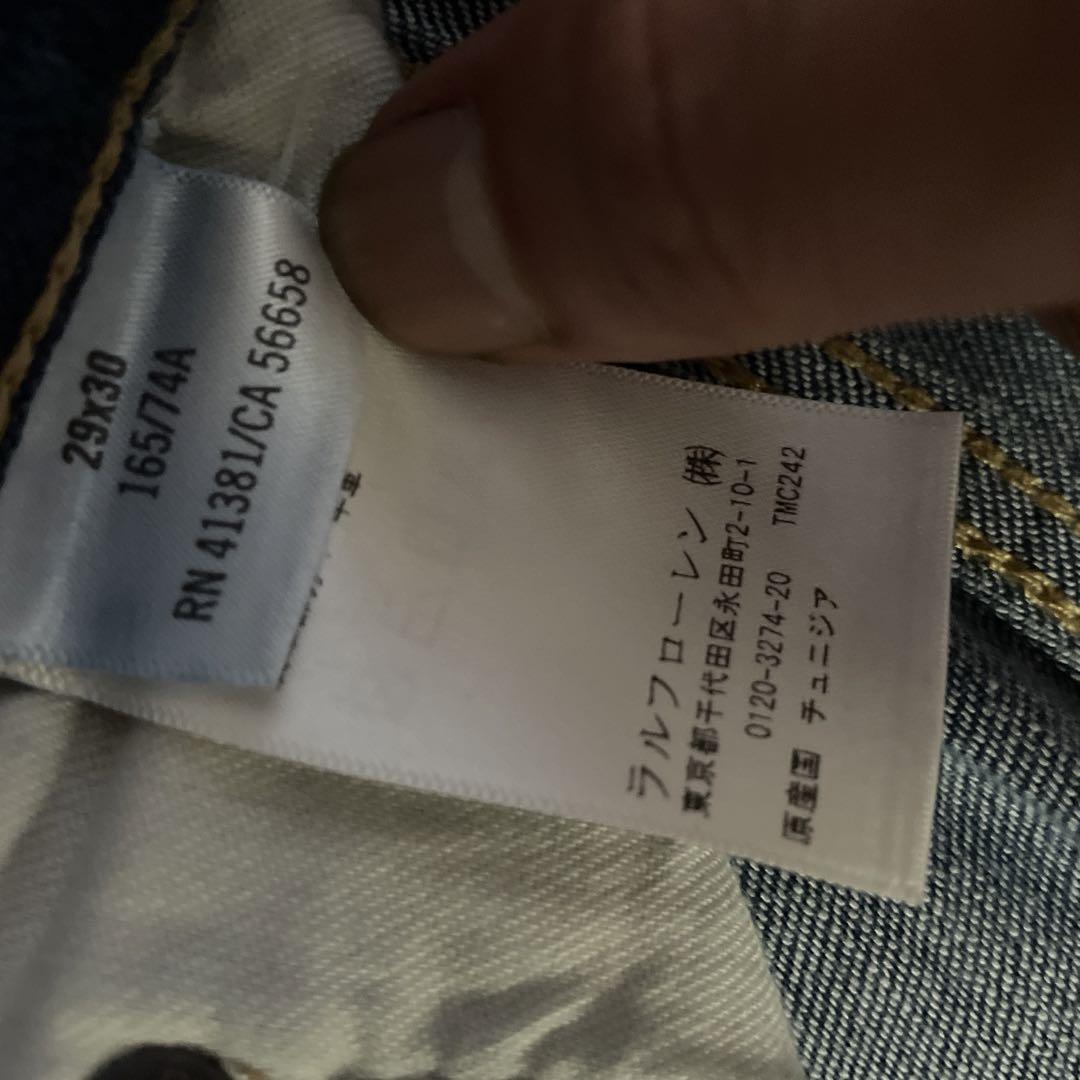 29x30
165/74A
RN 41381/CA 56658
ラルフローレン (株)
東京都千代田区永田町2-10-1
0120-3274-20 TMC242
原産国 チュニジア